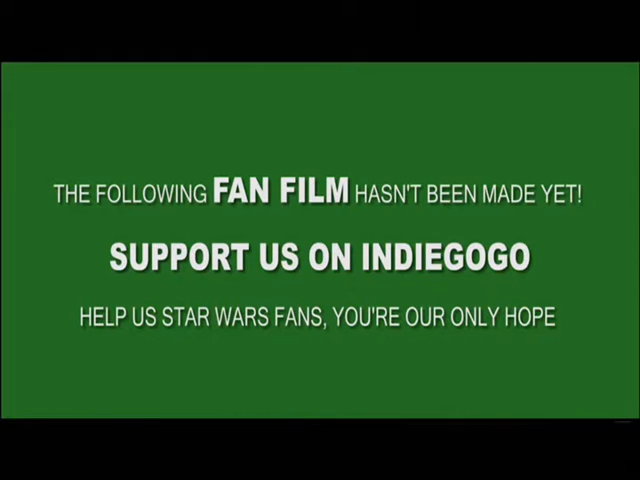 THE FOLLOWING FAN FILM HASN'T BEEN MADE YET!
SUPPORT US ON INDIEGOGO
HELP US STAR WARS FANS, YOU'RE OUR ONLY HOPE